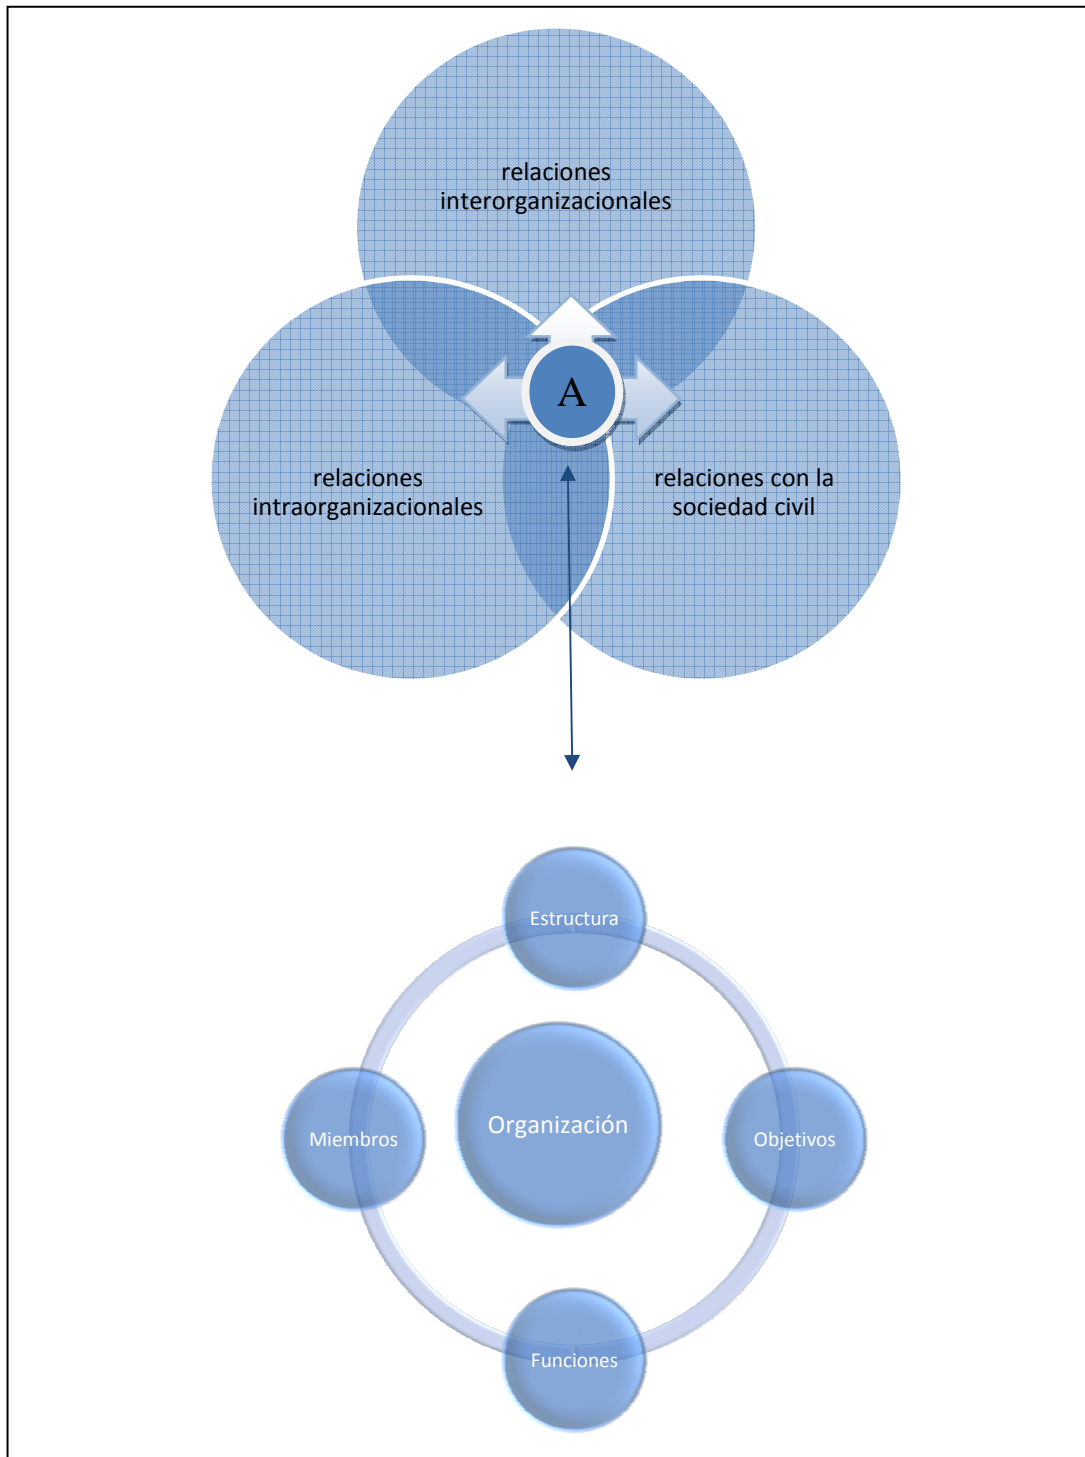 relaciones
interorganizacionales
A
relaciones
intraorganizacionales
relaciones con la
sociedad civil
Estructura
Miembros
Organización
Objetivos
Funciones